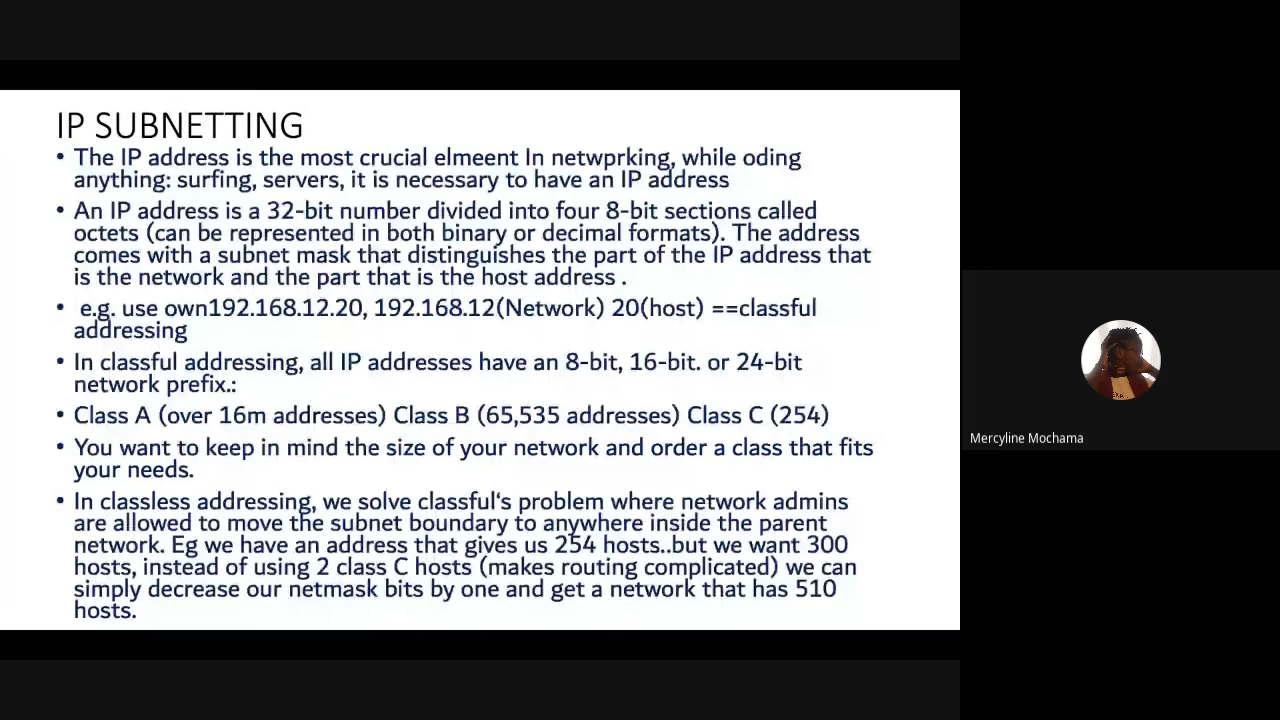 IP SUBNETTING
• The IP address is the most crucial elmeent In netwprking, while oding
anything: surfing, servers, it is necessary to have an IP address
• An IP address is a 32-bit number divided into four 8-bit sections called
octets (can be represented in both binary or decimal formats). The address
comes with a subnet mask that distinguishes the part of the IP address that
is the network and the part that is the host address .
• e.g. use own192.168.12.20, 192.168.12(Network) 20(host) ==classful
addressing
• In classful addressing, all IP addresses have an 8-bit, 16-bit. or 24-bit
network prefix.:
• Class A (over 16m addresses) Class B (65,535 addresses) Class C (254)
• You want to keep in mind the size of your network and order a class that fits
your needs.
• In classless addressing, we solve classful‘s problem where network admins
are allowed to move the subnet boundary to anywhere inside the parent
network. Eg we have an address that gives us 254 hosts..but we want 300
hosts, instead of using 2 class C hosts (makes routing complicated) we can
simply decrease our netmask bits by one and get a network that has 510
hosts.
Mercyline Mochama